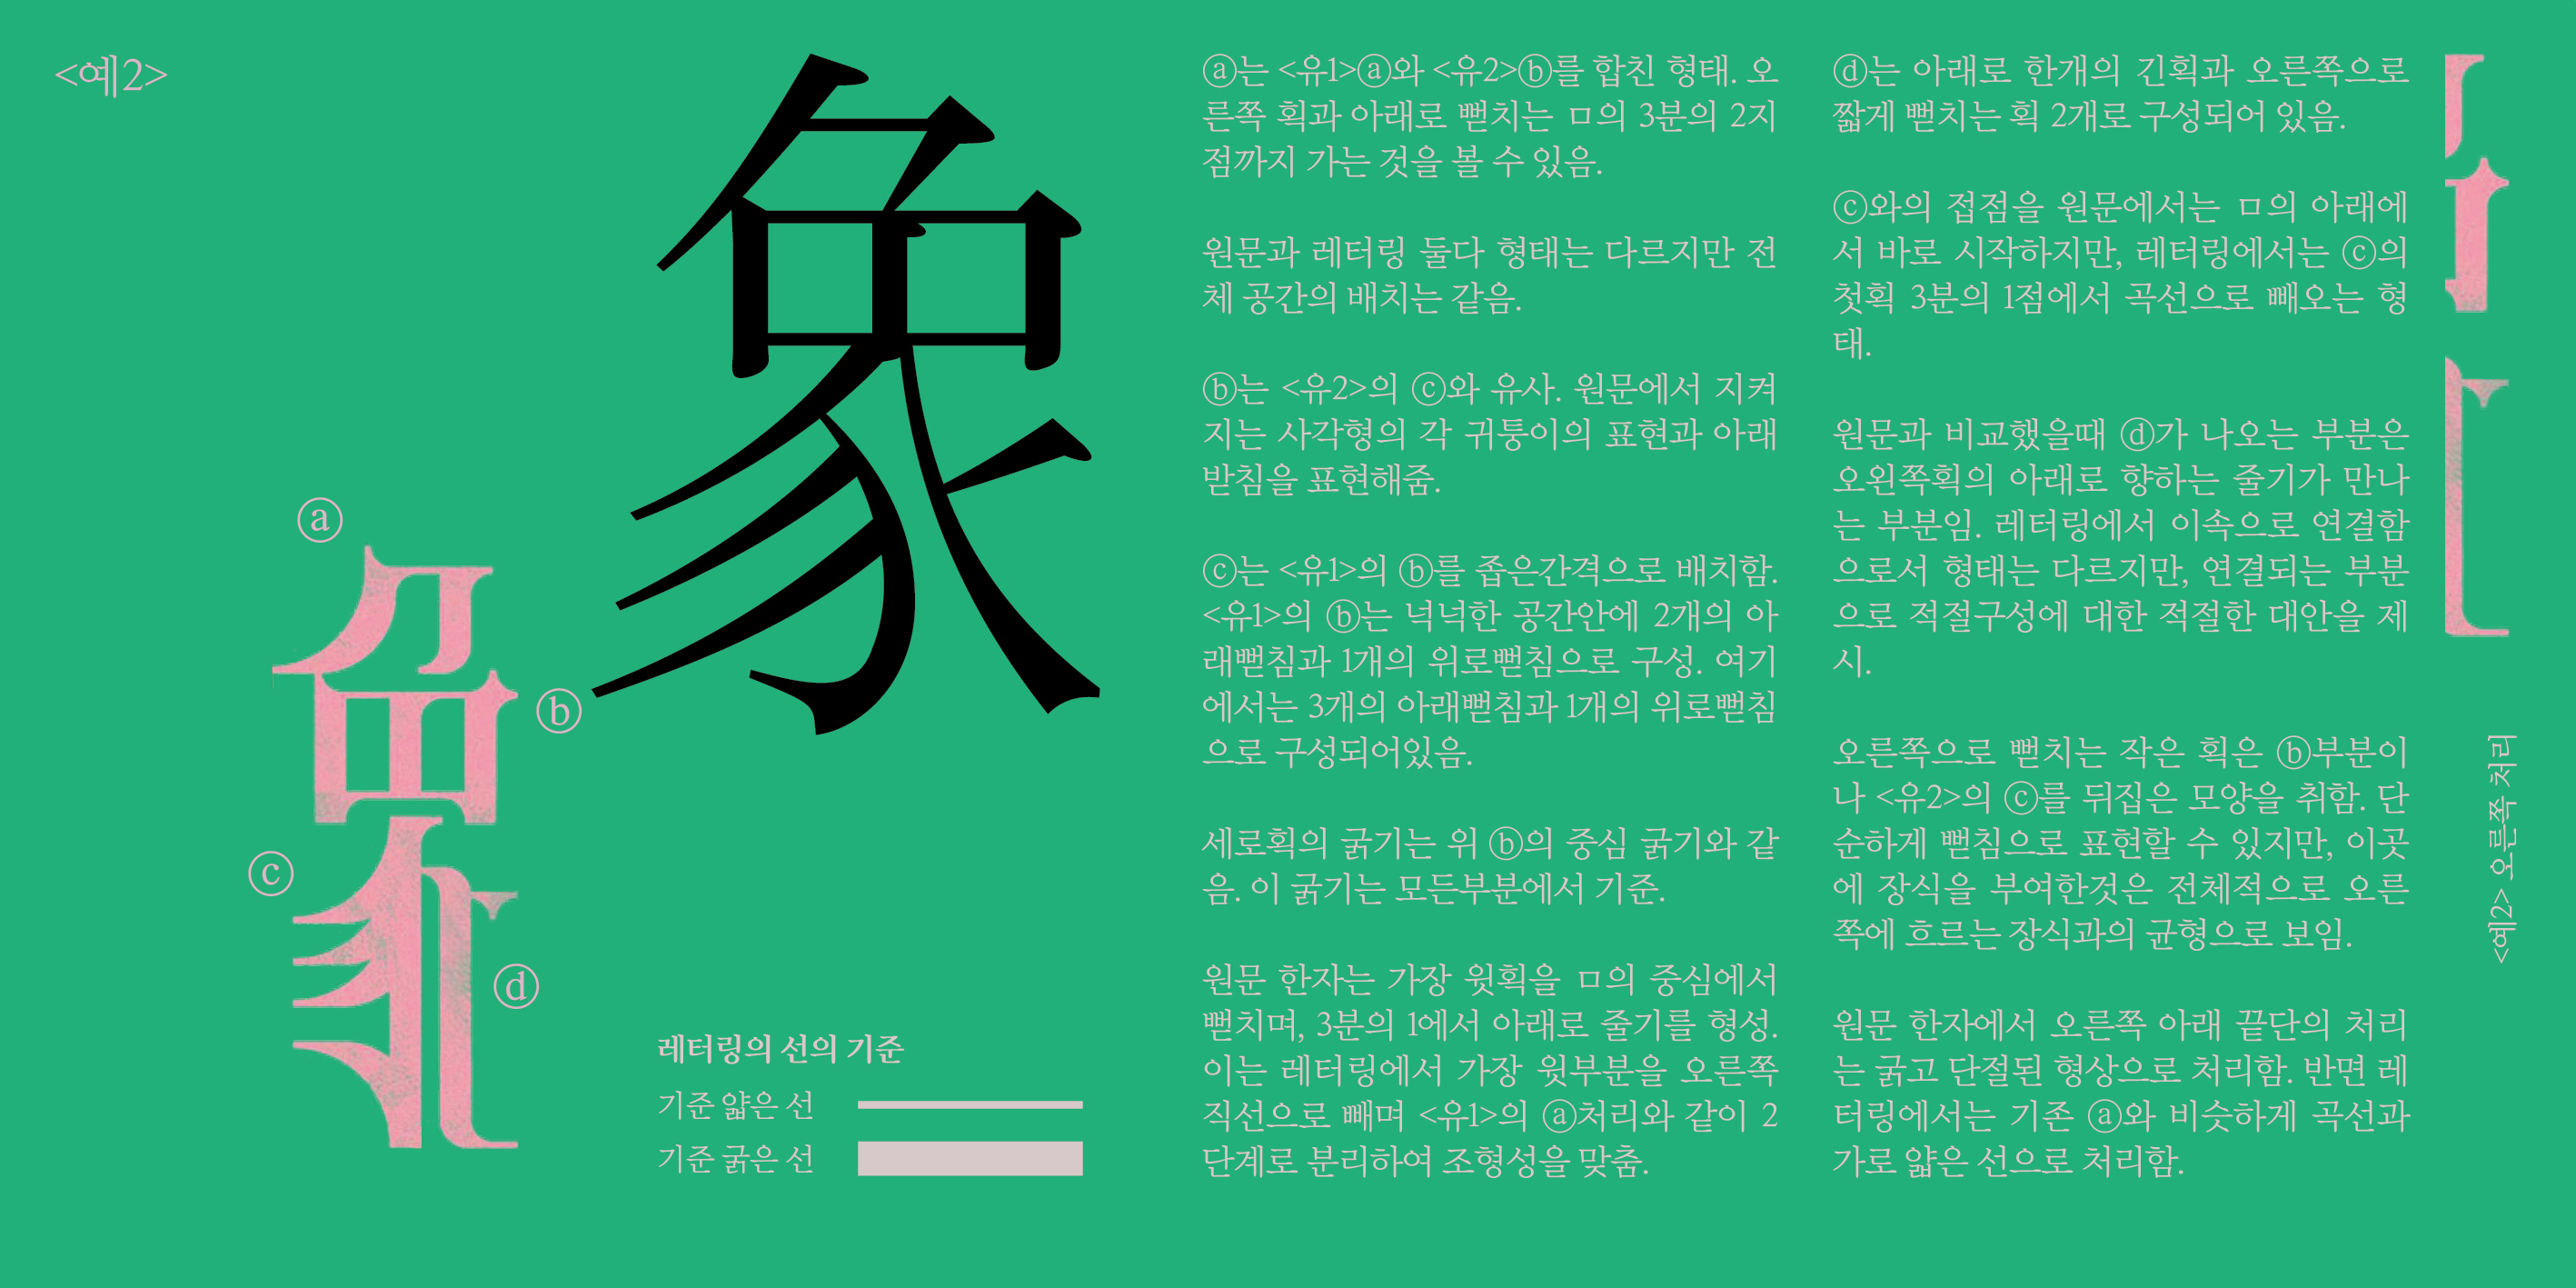 <예2>
象
ⓐ
ⓑ
ⓒ
ⓓ
레터링의 선의 기준
기준 얇은 선
기준 굵은 선
ⓐ는 <유1>ⓐ와 <유2>ⓑ를 합친 형태. 오
른쪽 획과 아래로 뻗치는 ㅁ의 3분의 2지
점까지 가는 것을 볼 수 있음.
원문과 레터링 둘다 형태는 다르지만 전
체 공간의 배치는 같음.
ⓑ는 <유2>의 ⓒ와 유사. 원문에서 지켜
지는 사각형의 각 귀퉁이의 표현과 아래
받침을 표현해줌.
ⓒ는 <유1>의 ⓑ를 좁은간격으로 배치함.
<유1>의 ⓑ는 넉넉한 공간안에 2개의 아
래뻗침과 1개의 위로뻗침으로 구성. 여기
에서는 3개의 아래뻗침과 1개의 위로뻗침
으로 구성되어있음.
세로획의 굵기는 위 ⓑ의 중심 굵기와 같
음. 이 굵기는 모든부분에서 기준.
원문 한자는 가장 윗획을 ㅁ의 중심에서
뻗치며, 3분의 1에서 아래로 줄기를 형성.
이는 레터링에서 가장 윗부분을 오른쪽
직선으로 빼며 <유1>의 ⓐ처리와 같이 2
단계로 분리하여 조형성을 맞춤.
ⓓ는 아래로 한개의 긴획과 오른쪽으로
짧게 뻗치는 획 2개로 구성되어 있음.
ⓒ와의 접점을 원문에서는 ㅁ의 아래에
서 바로 시작하지만, 레터링에서는 ⓒ의
첫획 3분의 1점에서 곡선으로 빼오는 형
태.
원문과 비교했을때 ⓓ가 나오는 부분은
오왼쪽획의 아래로 향하는 줄기가 만나
는 부분임. 레터링에서 이속으로 연결함
으로서 형태는 다르지만, 연결되는 부분
으로 적절구성에 대한 적절한 대안을 제
시.
오른쪽으로 뻗치는 작은 획은 ⓑ부분이
나 <유2>의 ⓒ를 뒤집은 모양을 취함. 단
순하게 뻗침으로 표현할 수 있지만, 이곳
에 장식을 부여한것은 전체적으로 오른
쪽에 흐르는 장식과의 균형으로 보임.
원문 한자에서 오른쪽 아래 끝단의 처리
는 굵고 단절된 형상으로 처리함. 반면 레
터링에서는 기존 ⓐ와 비슷하게 곡선과
가로 얇은 선으로 처리함.
<예2> 오른쪽 처리